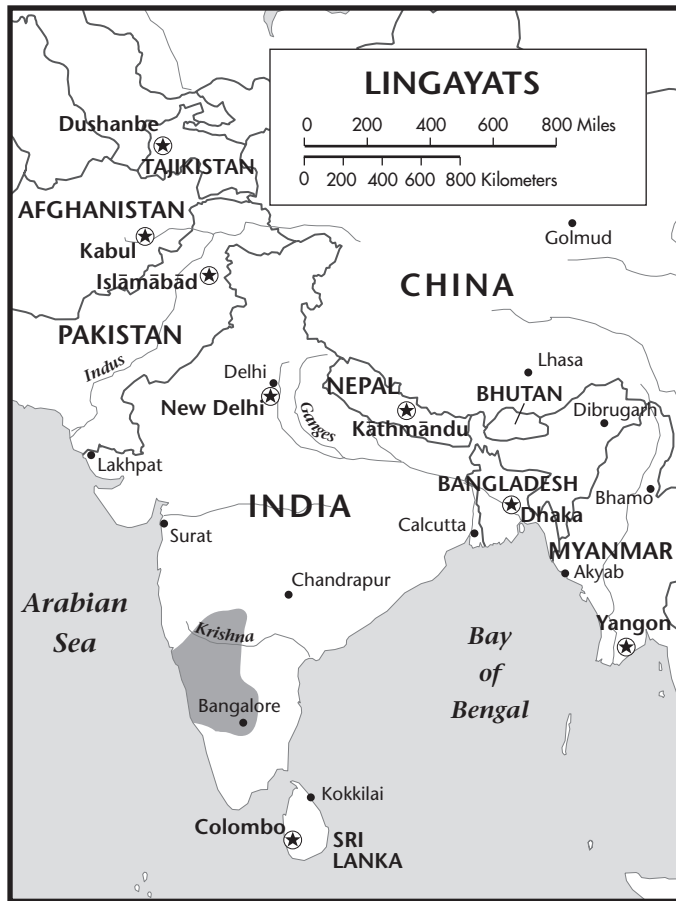 LINGAYATS
0 200 400 600 800 Miles
0 200 400 600 800 Kilometers
Dushanbe
TAJIKISTAN
AFGHANISTAN
Kabul
Islāmābād
Golmud
CHINA
PAKISTAN
Indus
Delhi
New Delhi
NEPAL
Lhasa
BHUTAN
Ganges
Kāthmāndu
Dibrugarh
Lakhpat
BANGLADESH
Bhamo
INDIA
Dhaka
Surat
Calcutta
MYANMAR
Chandrapur
Akyab
Arabian
Sea
Krishna
Yangon
Bay
of
Bengal
Bangalore
Kokkilai
Colombo
SRI
LANKA